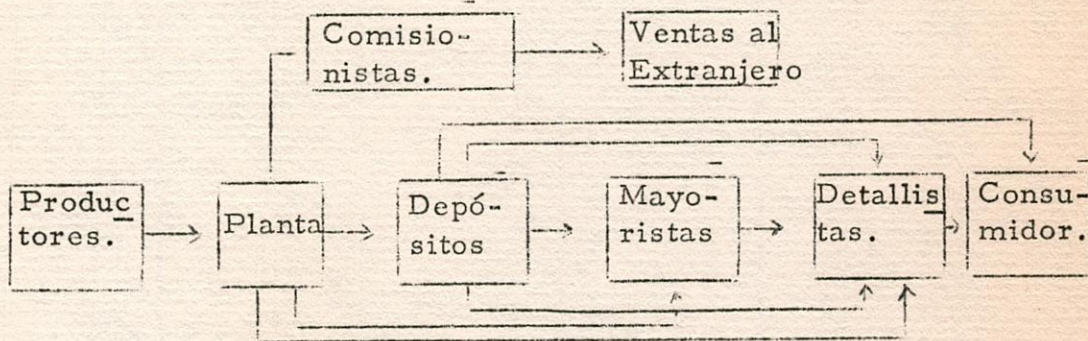 Comisio-
nistas.
Ventas al
Extranjero
Produc
tores.
Planta
Depó-
sitos
Mayo-
ristas
Detallis
tas.
Consu-
midor.